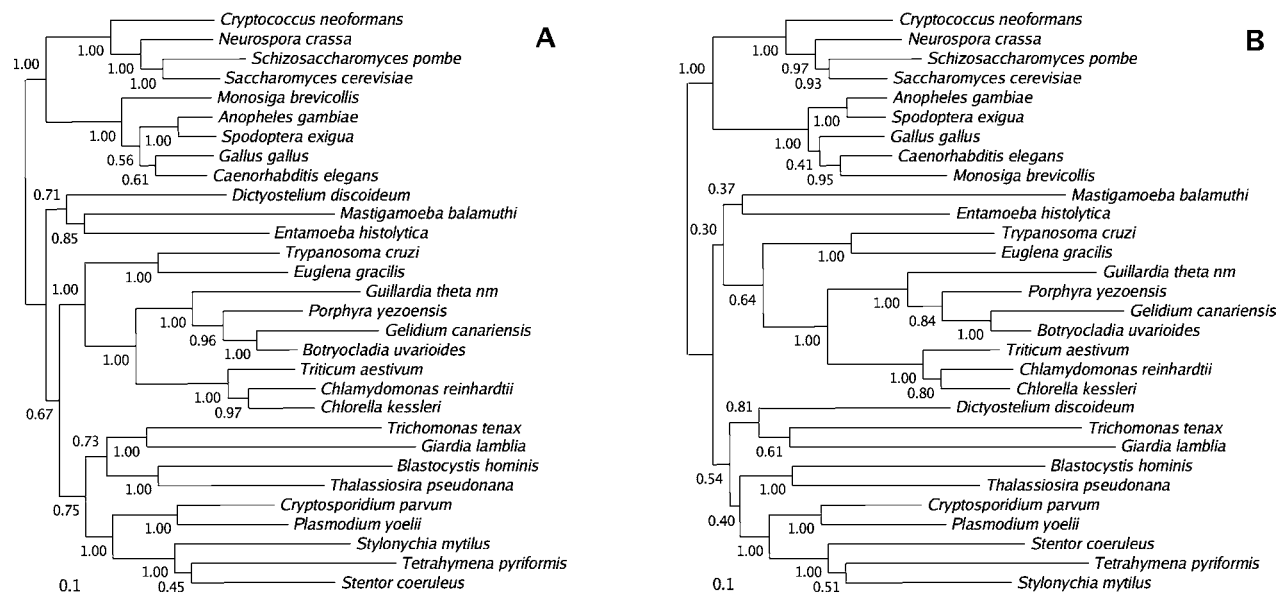 A
Cryptococcus neoformans
1.00
Neurospora crassa
1.00
1.00
Schizosaccharomyces pombe
1.00
Saccharomyces cerevisiae
Monosiga brevicollis
1.00
Anopheles gambiae
1.00
Spodoptera exigua
0.56
Gallus gallus
0.61
Caenorhabditis elegans
0.71
Dictyostelium discoideum
Mastigamoeba balamuthi
0.85
Entamoeba histolytica
Trypanosoma cruzi
1.00
1.00
Euglena gracilis
Guillardia theta nm
1.00
Porphyra yezoensis
0.96
Gelidium canariensis
1.00
1.00
Botryocladia uvarioides
Triticum aestivum
1.00
Chlamydomonas reinhardtii
0.67
0.97
Chlorella kessleri
Trichomonas tenax
0.73
1.00
Giardia lamblia
Blastocystis hominis
1.00
Thalassiosira pseudonana
0.75
Cryptosporidium parvum
1.00
Plasmodium yoelii
1.00
Stylonychia mytilus
1.00
Tetrahymena pyriformis
0.45
Stentor coeruleus
0.1
B
Cryptococcus neoformans
1.00
Neurospora crassa
1.00
0.97
Schizosaccharomyces pombe
0.93
Saccharomyces cerevisiae
Anopheles gambiae
1.00
Spodoptera exigua
1.00
Gallus gallus
0.41
Caenorhabditis elegans
0.95
Monosiga brevicollis
0.37
Mastigamoeba balamuthi
Entamoeba histolytica
0.30
Trypanosoma cruzi
1.00
Euglena gracilis
Guillardia theta nm
0.64
1.00
Porphyra yezoensis
0.84
Gelidium canariensis
1.00
Botryocladia uvarioides
1.00
Triticum aestivum
1.00
Chlamydomonas reinhardtii
0.80
Chlorella kessleri
0.81
Dictyostelium discoideum
Trichomonas tenax
0.61
Giardia lamblia
Blastocystis hominis
0.54
1.00
Thalassiosira pseudonana
Cryptosporidium parvum
0.40
1.00
Plasmodium yoelii
1.00
Stentor coeruleus
1.00
Tetrahymena pyriformis
0.51
Stylonychia mytilus
0.1